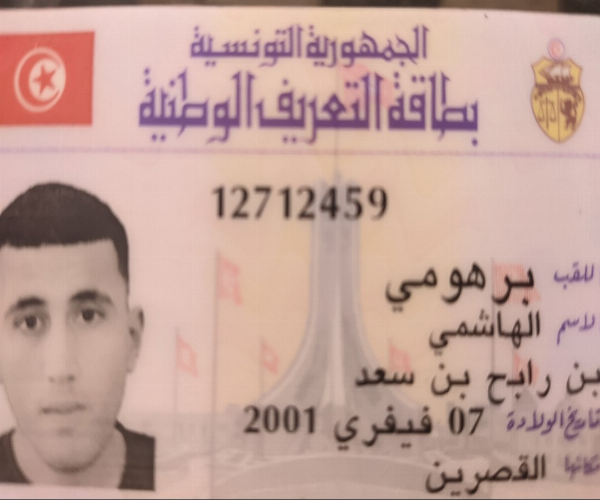 الجمهورية التونسية
بطاقة التعريف الوطنية
12712459
اللقب برهومي
الاسم الهاشمي
بن رابح بن سعد
تاريخ الولادة 07 فيفري 2001
مكانها القصرين